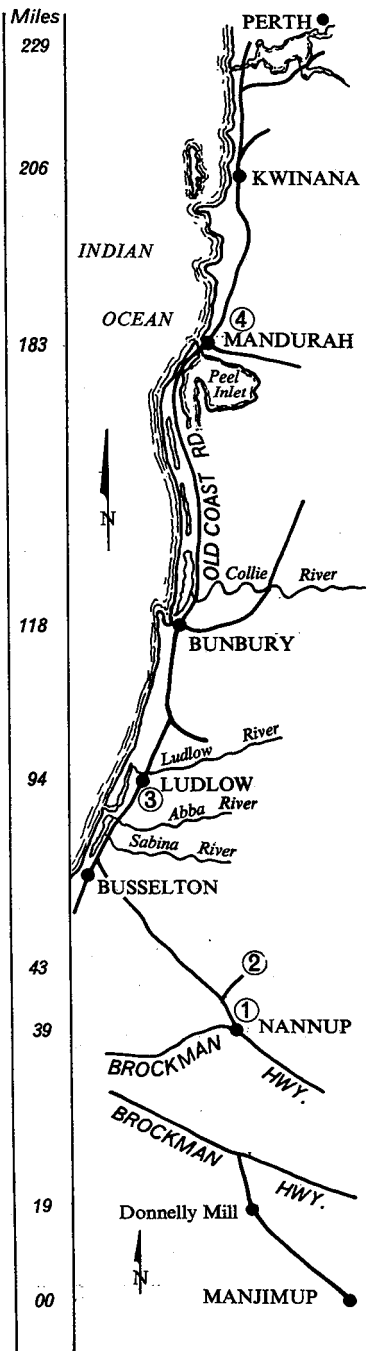 Miles
PERTH
229
206
KWINANA
INDIAN
OCEAN
④
183
MANDURAH
Peel
Inlet
N
OLD COAST RD.
Collie River
118
BUNBURY
Ludlow River
94
LUDLOW
③
Abba River
Sabina River
BUSSELTON
43
②
①
39
NANNUP
BROCKMAN HWY.
BROCKMAN HWY.
19
Donnelly Mill
N
00
MANJIMUP